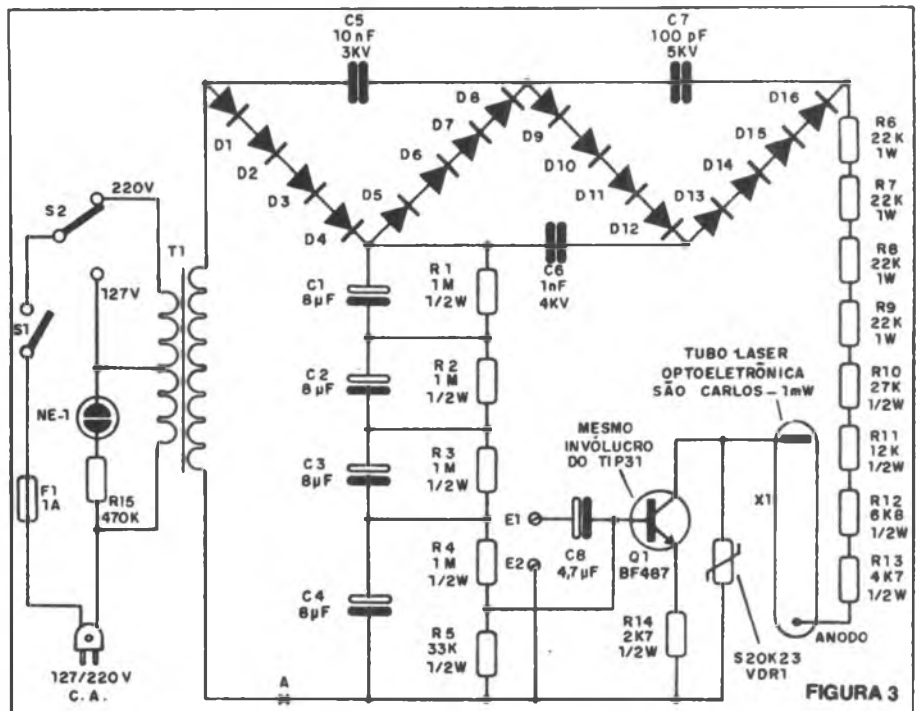 C5
10nF
3KV
C7
100 pF
5KV
D1
D2
D3
D4
D5
D6
D7
D8
D9
D10
D11
D12
D13
D14
D15
D16
R6
22K
1W
R7
22K
1W
R8
22K
1W
R9
22K
1W
R10
27K
1/2W
R11
12K
1/2W
R12
6K8
1/2W
R13
4K7
1/2W
S2
220V
127V
S1
T1
NE-1
R15
470K
F1
1A
127/220V
C.A.
C1
8µF
C2
8µF
C3
8µF
C4
8µF
R1
1M
1/2W
R2
1M
1/2W
R3
1M
1/2W
R4
1M
1/2W
R5
33K
1/2W
C6
1nF
4KV
TUBO LASER
OPTOELETRÔNICA
SÃO CARLOS - 1mW
MESMO
INVÓLUCRO
DO TIP31
E1
E2
C8
4,7µF
Q1
BF467
R14
2K7
1/2W
X1
ANODO
S20K23
VDR1
A
FIGURA 3